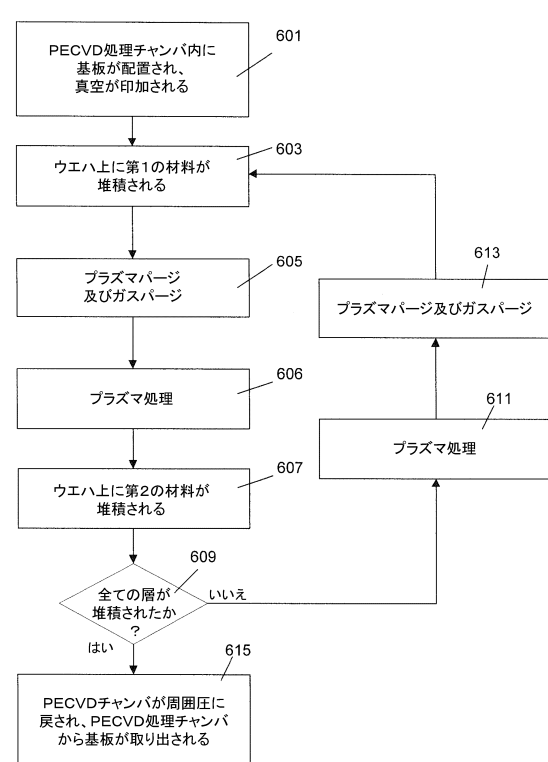 PECVD処理チャンバ内に
基板が配置され、
真空が印加される
601
ウエハ上に第1の材料が
堆積される
603
プラズマパージ
及びガスパージ
605
プラズマ処理
606
ウエハ上に第2の材料が
堆積される
607
全ての層が
堆積されたか
?
609
いいえ
はい
プラズマ処理
611
プラズマパージ及びガスパージ
613
PECVDチャンバが周囲圧に
戻され、PECVD処理チャンバ
から基板が取り出される
615